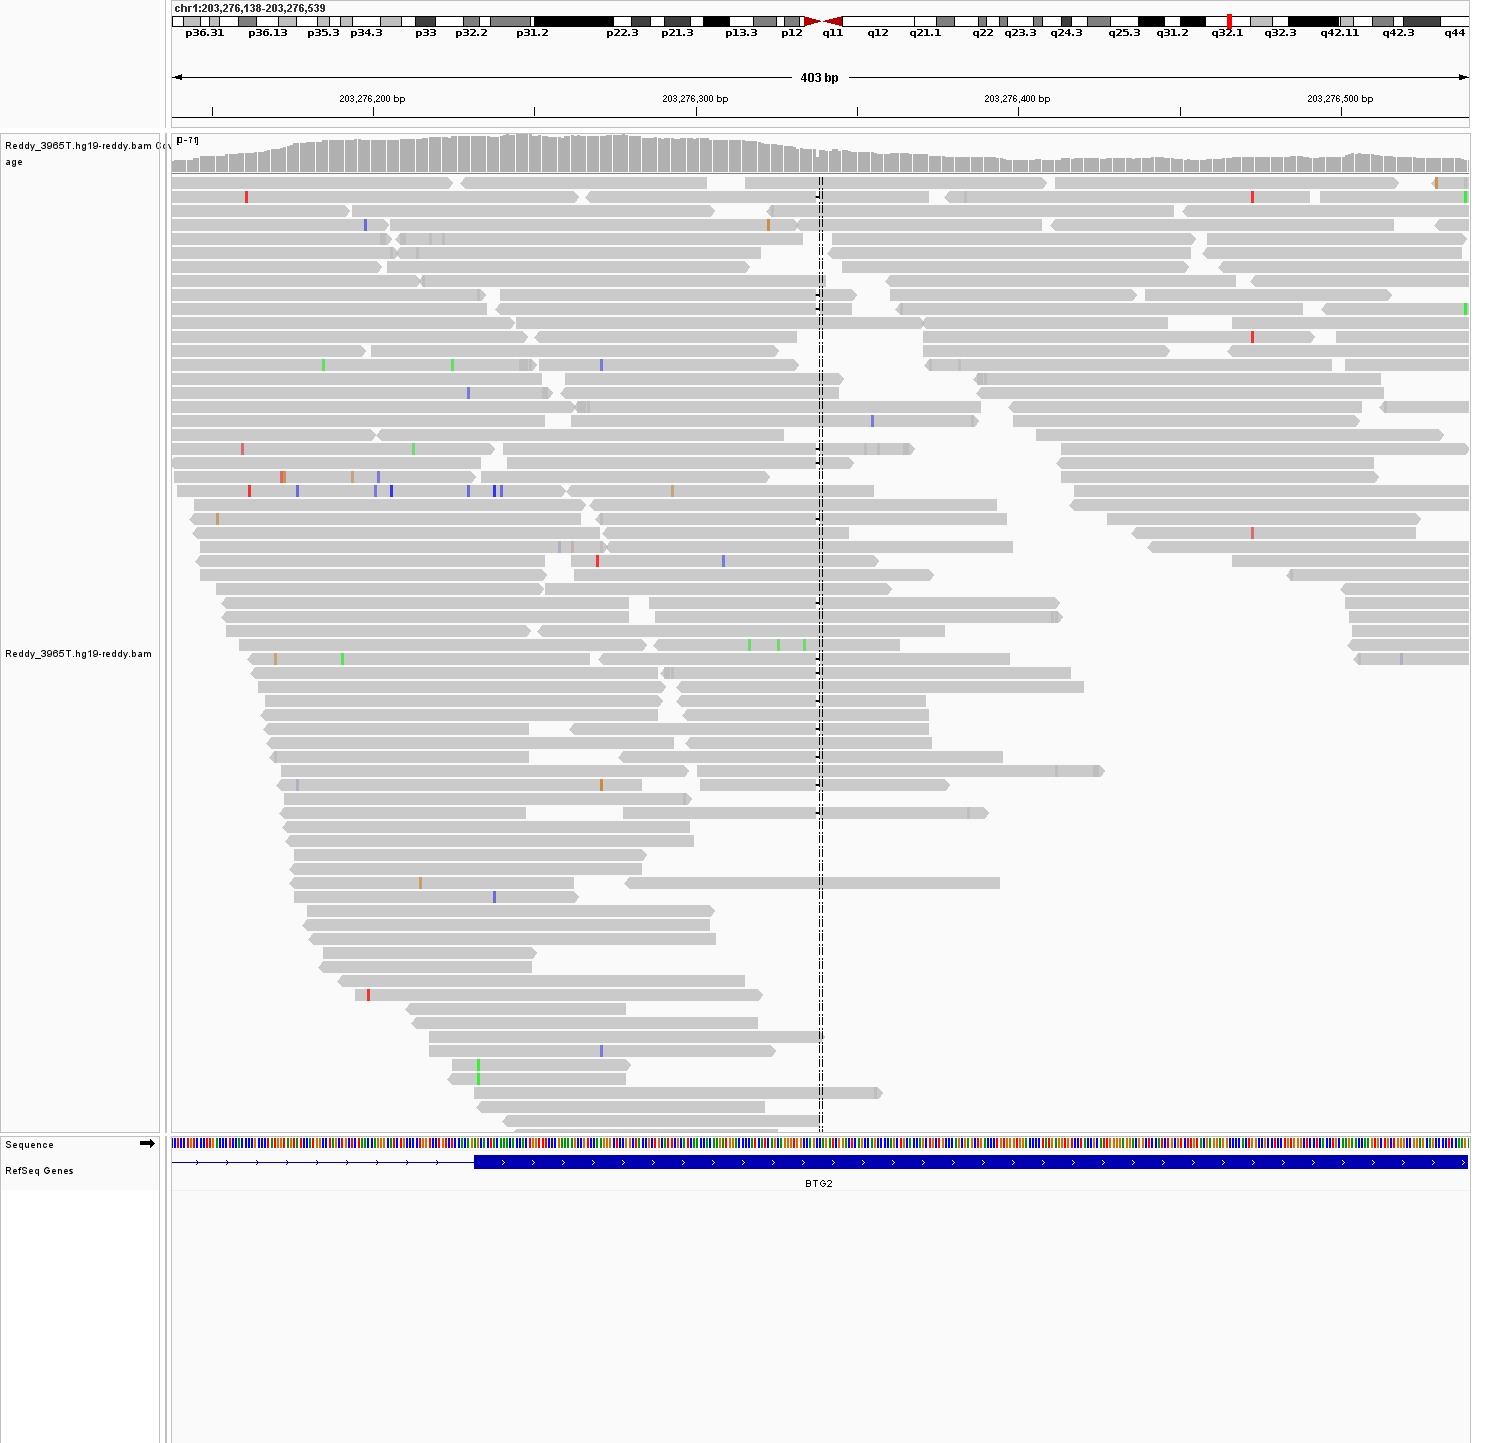 chr1:203,276,138-203,276,539
p36.31 p36.13 p35.3 p34.3 p33 p32.2 p31.2 p22.3 p21.3 p13.3 p12 q11 q12 q21.1 q22 q23.3 q24.3 q25.3 q31.2 q32.1 q32.3 q42.11 q42.3 q44
403 bp
203,276,200 bp 203,276,300 bp 203,276,400 bp 203,276,500 bp
[0-71]
Reddy_3965T.hg19-reddy.bam Cov
age
Reddy_3965T.hg19-reddy.bam
Sequence
RefSeq Genes
BTG2